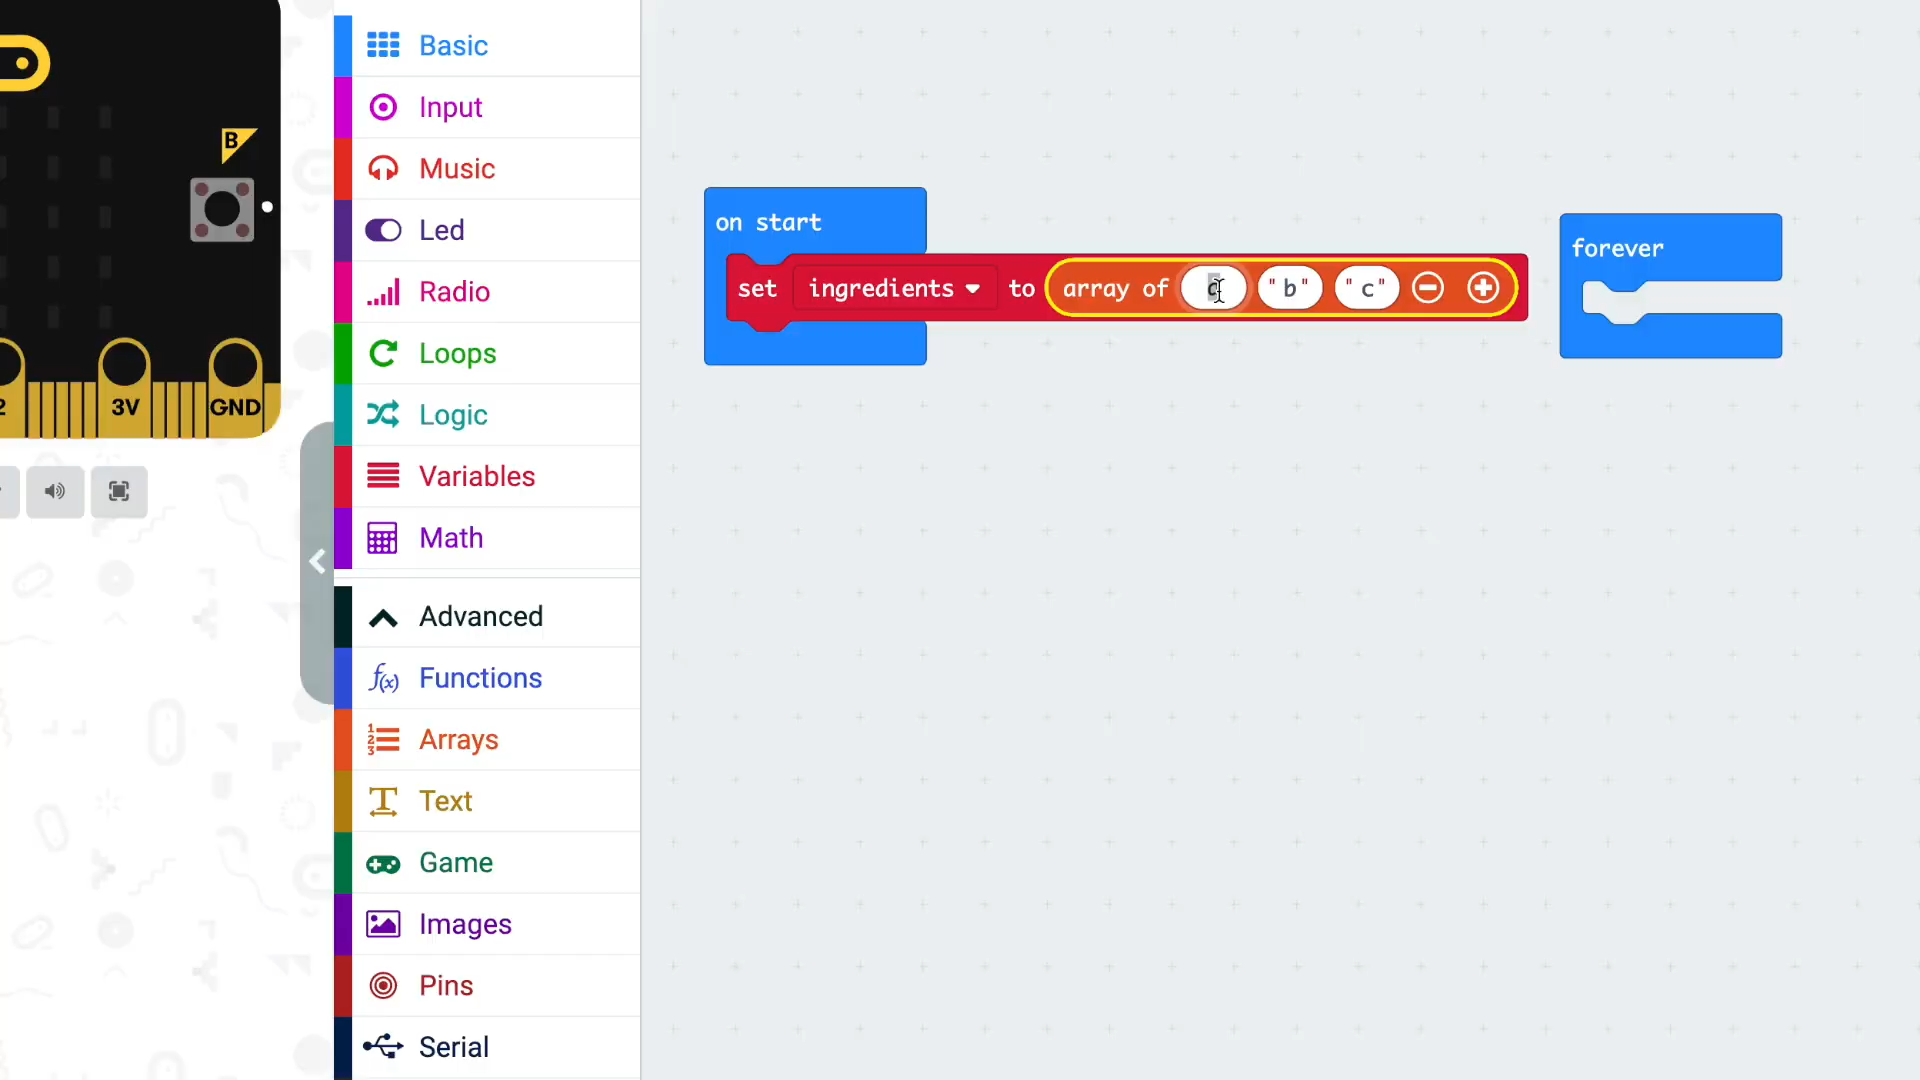 B
2
3V
GND
Basic
Input
Music
Led
Radio
Loops
Logic
Variables
Math
Advanced
Functions
Arrays
Text
Game
Images
Pins
Serial
on start
set ingredients to array of a "b" "c"
forever